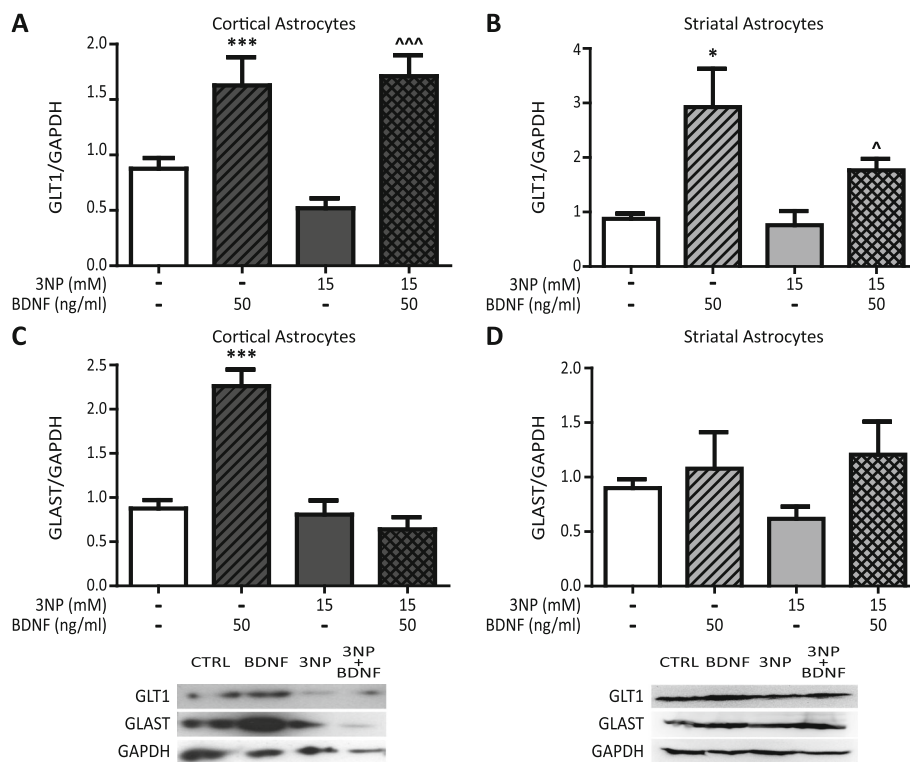 A
Cortical Astrocytes
GLT1/GAPDH
2.0
1.5
1.0
0.5
0.0
***
^^^
3NP (mM) - - 15 15
BDNF (ng/ml) - 50 - 50
B
Striatal Astrocytes
GLT1/GAPDH
4
3
2
1
0
*
^
3NP (mM) - - 15 15
BDNF (ng/ml) - 50 - 50
C
Cortical Astrocytes
GLAST/GAPDH
2.5
2.0
1.5
1.0
0.5
0.0
***
3NP (mM) - - 15 15
BDNF (ng/ml) - 50 - 50
D
Striatal Astrocytes
GLAST/GAPDH
2.0
1.5
1.0
0.5
0.0
3NP (mM) - - 15 15
BDNF (ng/ml) - 50 - 50
CTRL BDNF 3NP 3NP + BDNF
GLT1
GLAST
GAPDH
CTRL BDNF 3NP 3NP + BDNF
GLT1
GLAST
GAPDH